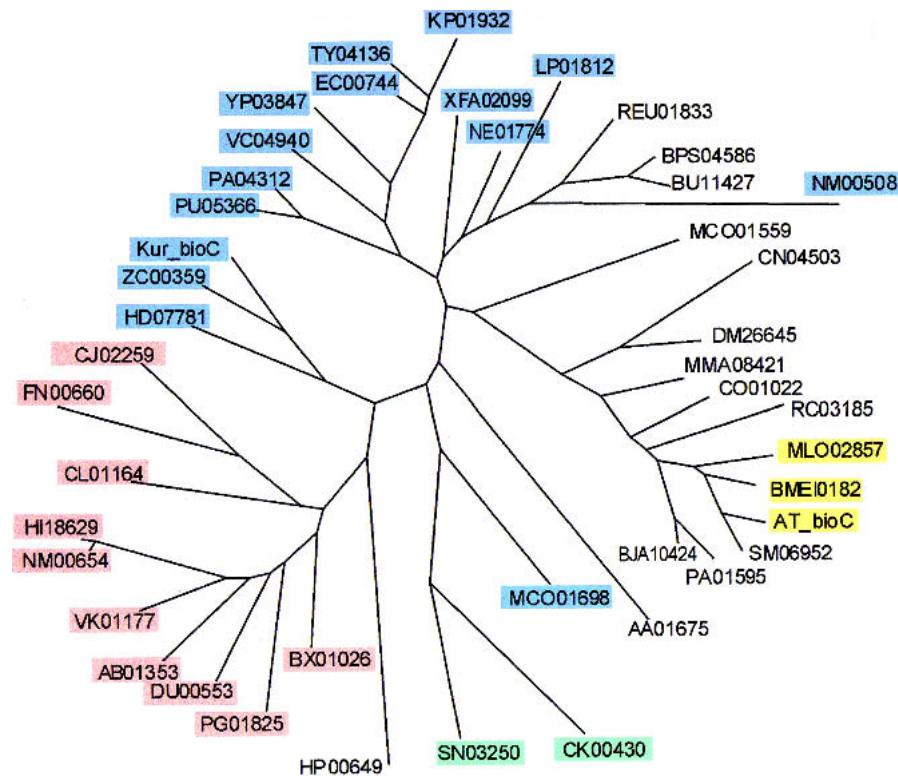 KP01932
TY04136
EC00744
LP01812
YP03847
XFA02099
NE01774
REU01833
VC04940
BPS04586
BU11427
NM00508
PA04312
PU05366
MCO01559
Kur_bioC
CN04503
ZC00359
HD07781
DM26645
CJ02259
MMA08421
FN00660
CO01022
RC03185
MLO02857
CL01164
BMEI0182
HI18629
AT_bioC
NM00654
BJA10424
SM06952
PA01595
MCO01698
VK01177
AA01675
BX01026
AB01353
DU00553
PG01825
SN03250
CK00430
HP00649